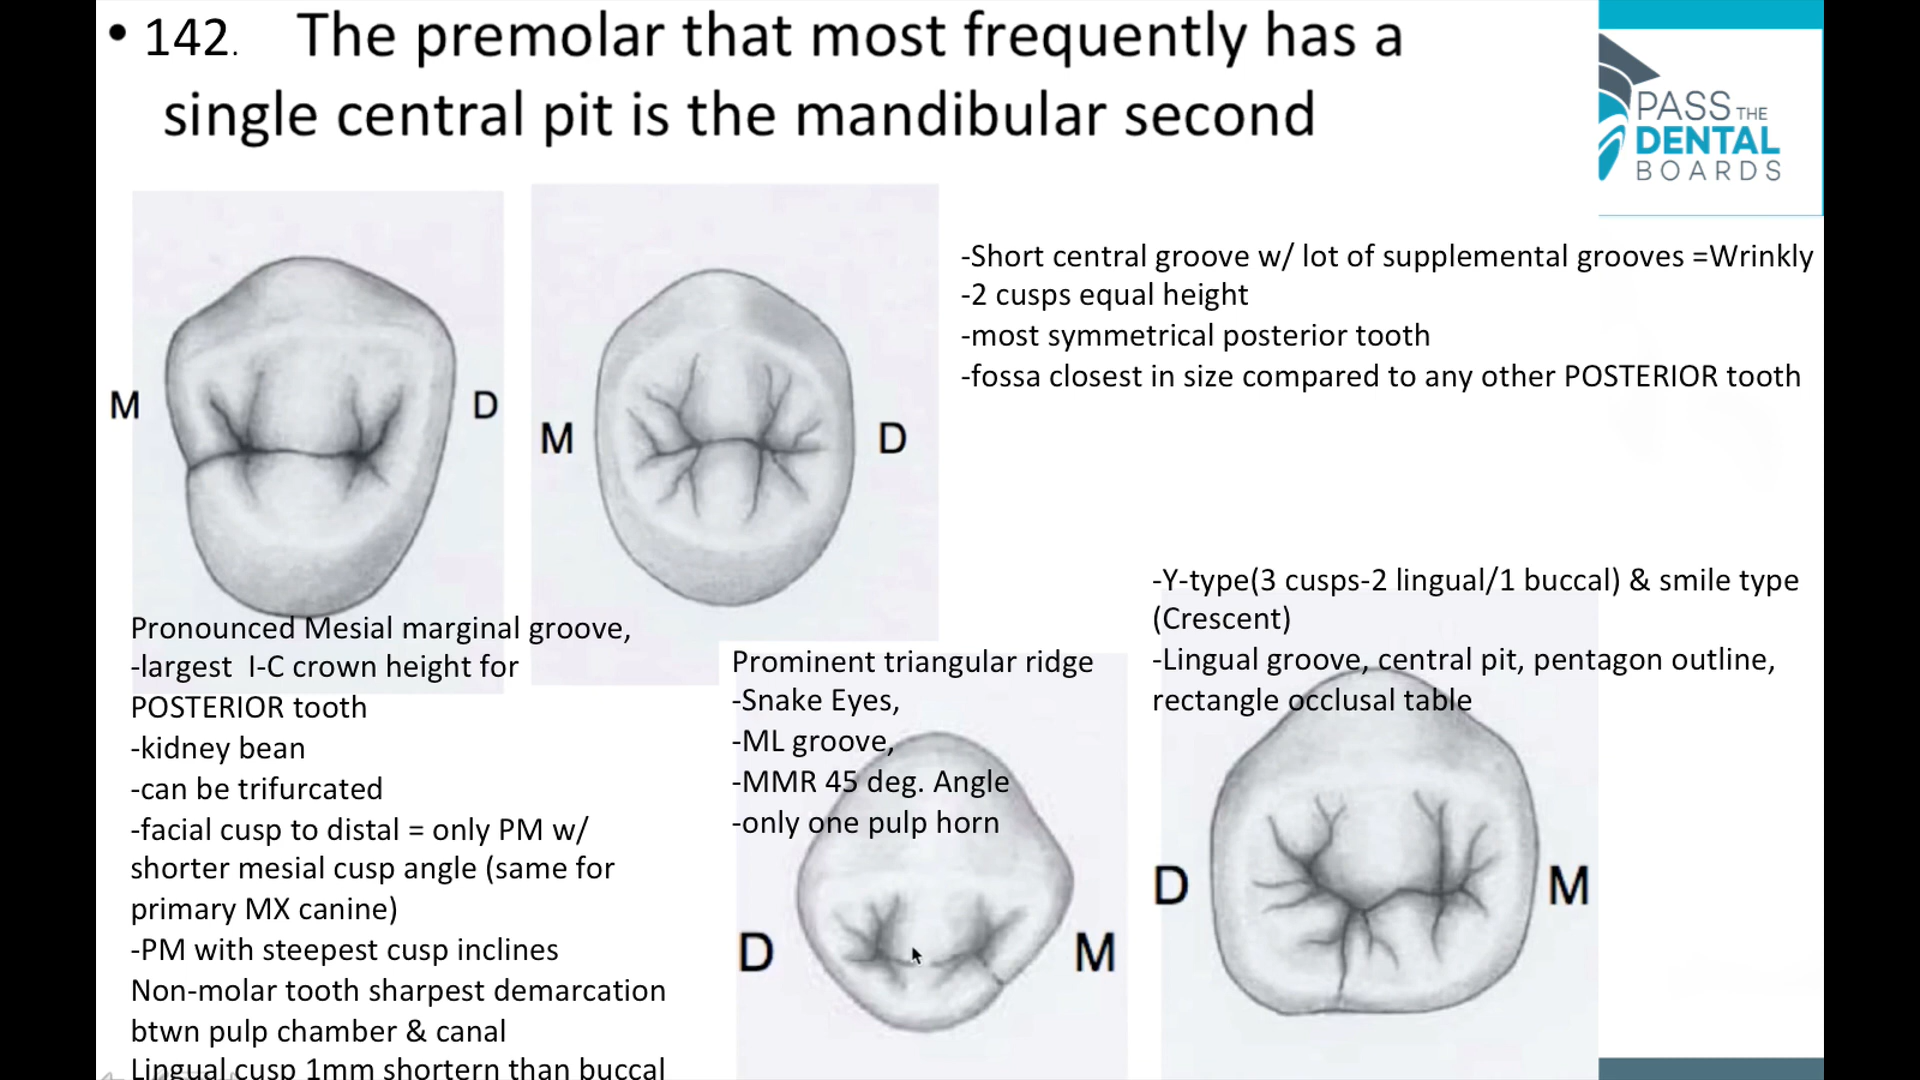 • 142. The premolar that most frequently has a
single central pit is the mandibular second
PASS THE
DENTAL
BOARDS
M
D
M
D
-Short central groove w/ lot of supplemental grooves =Wrinkly
-2 cusps equal height
-most symmetrical posterior tooth
-fossa closest in size compared to any other POSTERIOR tooth
Pronounced Mesial marginal groove,
-largest I-C crown height for
POSTERIOR tooth
-kidney bean
-can be trifurcated
-facial cusp to distal = only PM w/
shorter mesial cusp angle (same for
primary MX canine)
-PM with steepest cusp inclines
Non-molar tooth sharpest demarcation
btwn pulp chamber & canal
Lingual cusp 1mm shortern than buccal
Prominent triangular ridge
-Snake Eyes,
-ML groove,
-MMR 45 deg. Angle
-only one pulp horn
D
M
-Y-type(3 cusps-2 lingual/1 buccal) & smile type
(Crescent)
-Lingual groove, central pit, pentagon outline,
rectangle occlusal table
D
M